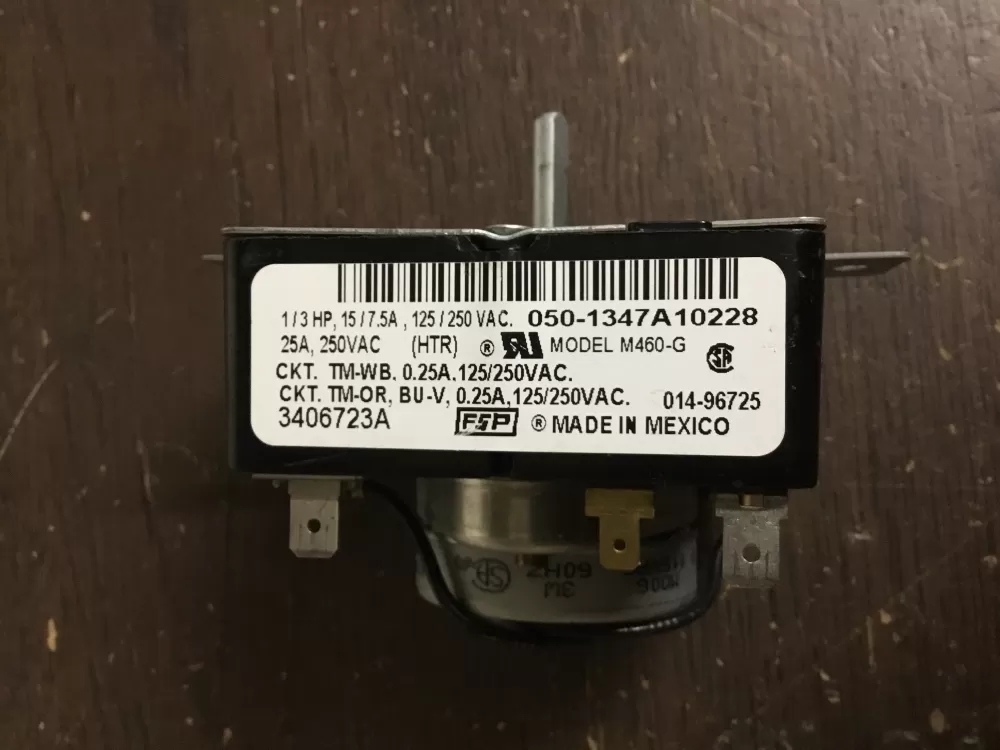 1/3 HP, 15/7.5A, 125/250 VAC. 050-1347A10228
25A, 250VAC (HTR) ® MODEL M460-G
CKT. TM-WB, 0.25A,125/250VAC.
CKT. TM-OR, BU-V, 0.25A,125/250VAC. 014-96725
3406723A FSP ® MADE IN MEXICO
60HZ
3W